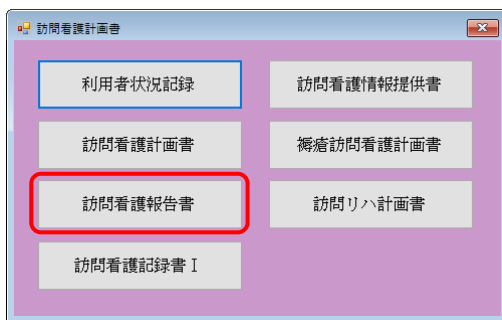 訪問看護計画書
利用者状況記録
訪問看護情報提供書
訪問看護計画書
褥瘡訪問看護計画書
訪問看護報告書
訪問リハ計画書
訪問看護記録書Ⅰ